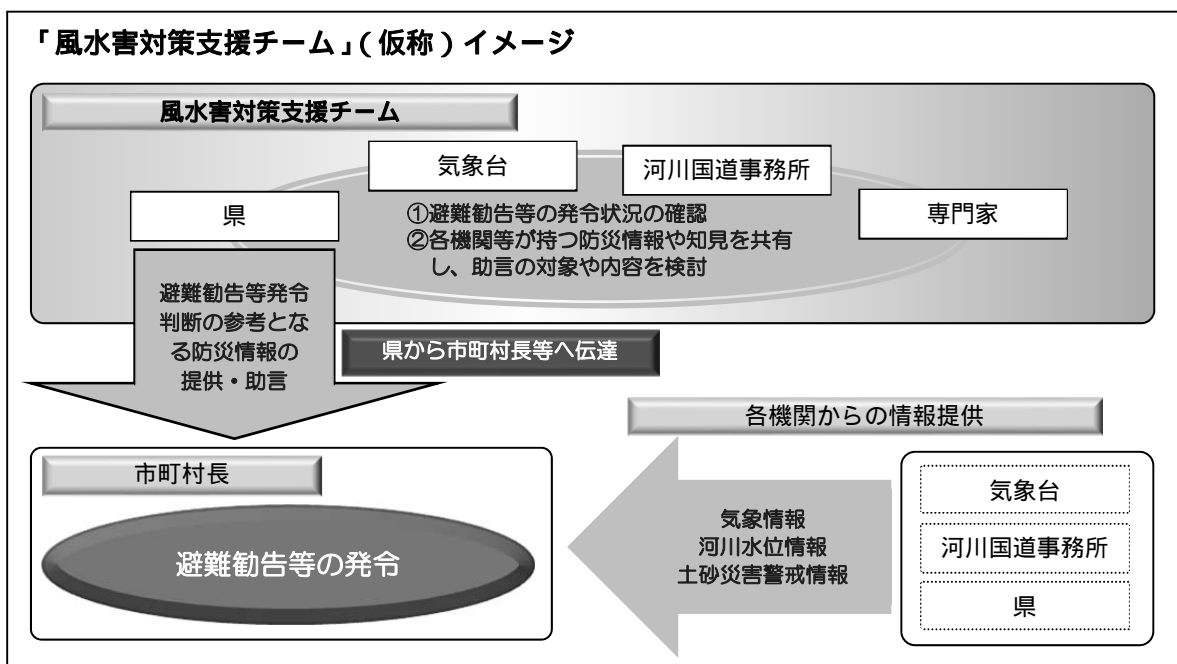 「風水害対策支援チーム」(仮称)イメージ
風水害対策支援チーム
気象台
河川国道事務所
県
専門家
①避難勧告等の発令状況の確認
②各機関等が持つ防災情報や知見を共有
し、助言の対象や内容を検討
避難勧告等発令
判断の参考とな
る防災情報の
提供・助言
県から市町村長等へ伝達
各機関からの情報提供
市町村長
避難勧告等の発令
気象情報
河川水位情報
土砂災害警戒情報
気象台
河川国道事務所
県